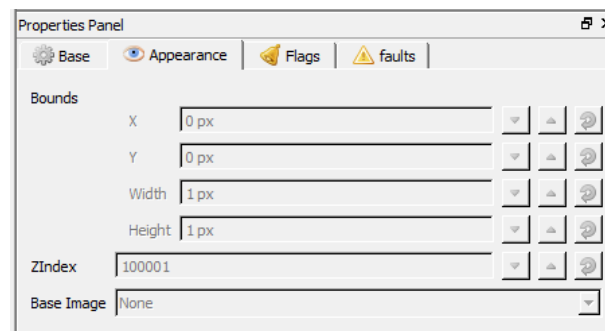 Properties Panel
Base Appearance Flags faults
Bounds
X 0 px
Y 0 px
Width 1 px
Height 1 px
ZIndex 100001
Base Image None